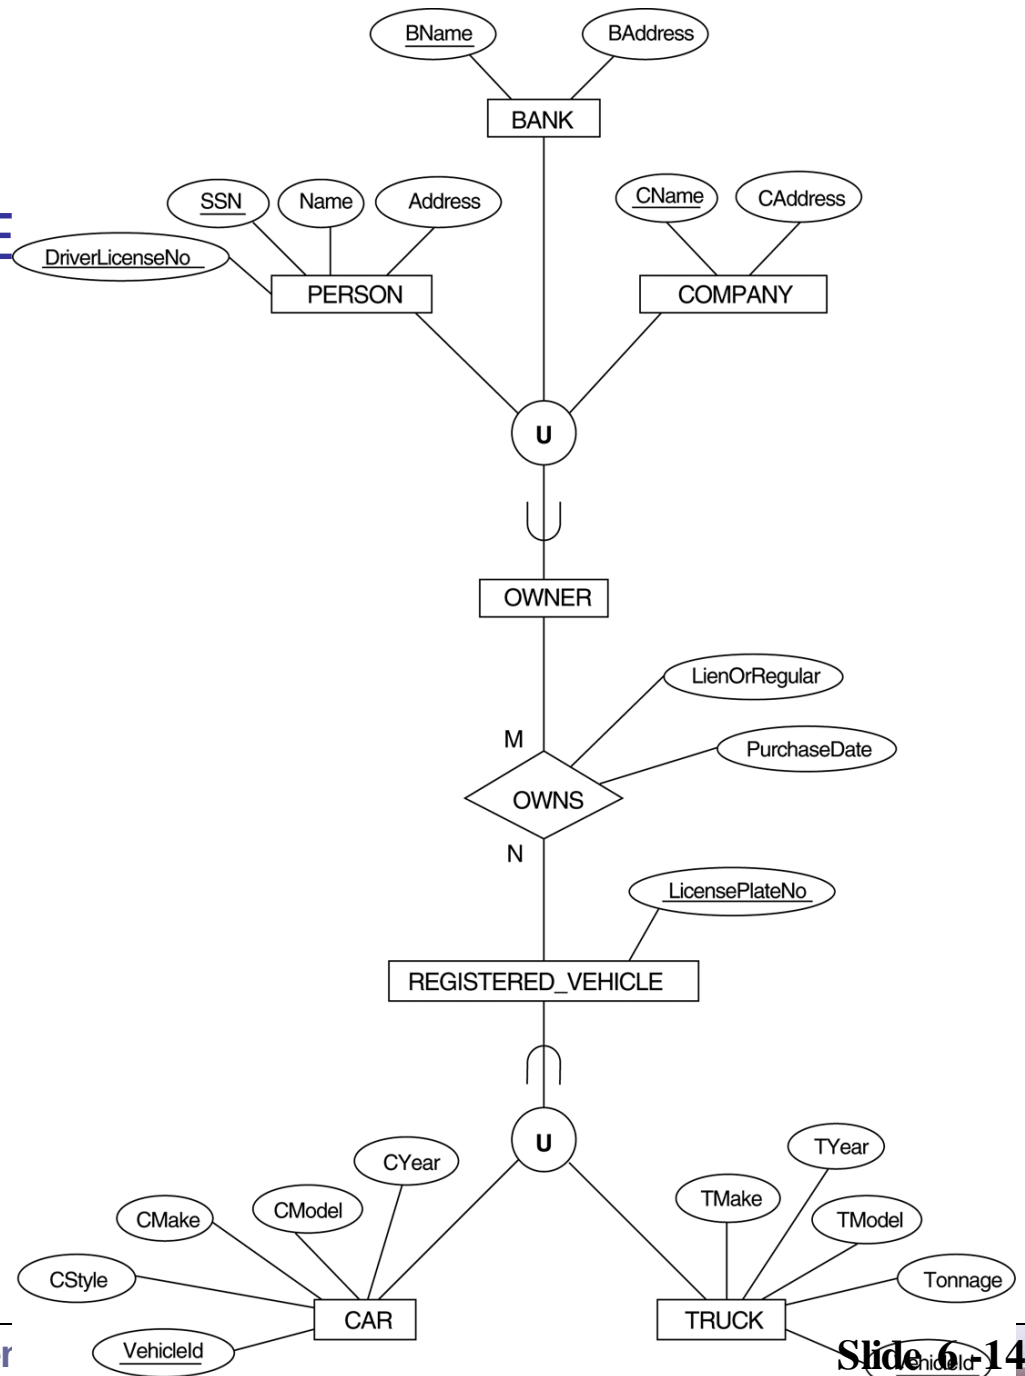 BName
BAddress
BANK
SSN
Name
Address
CName
CAddress
DriverLicenseNo
PERSON
COMPANY
U
OWNER
LienOrRegular
M
PurchaseDate
OWNS
N
LicensePlateNo
REGISTERED_VEHICLE
U
TYear
CYear
TMake
CModel
CMake
TModel
CStyle
Tonnage
CAR
TRUCK
VehicleId
VehicleId
Slide 6-14